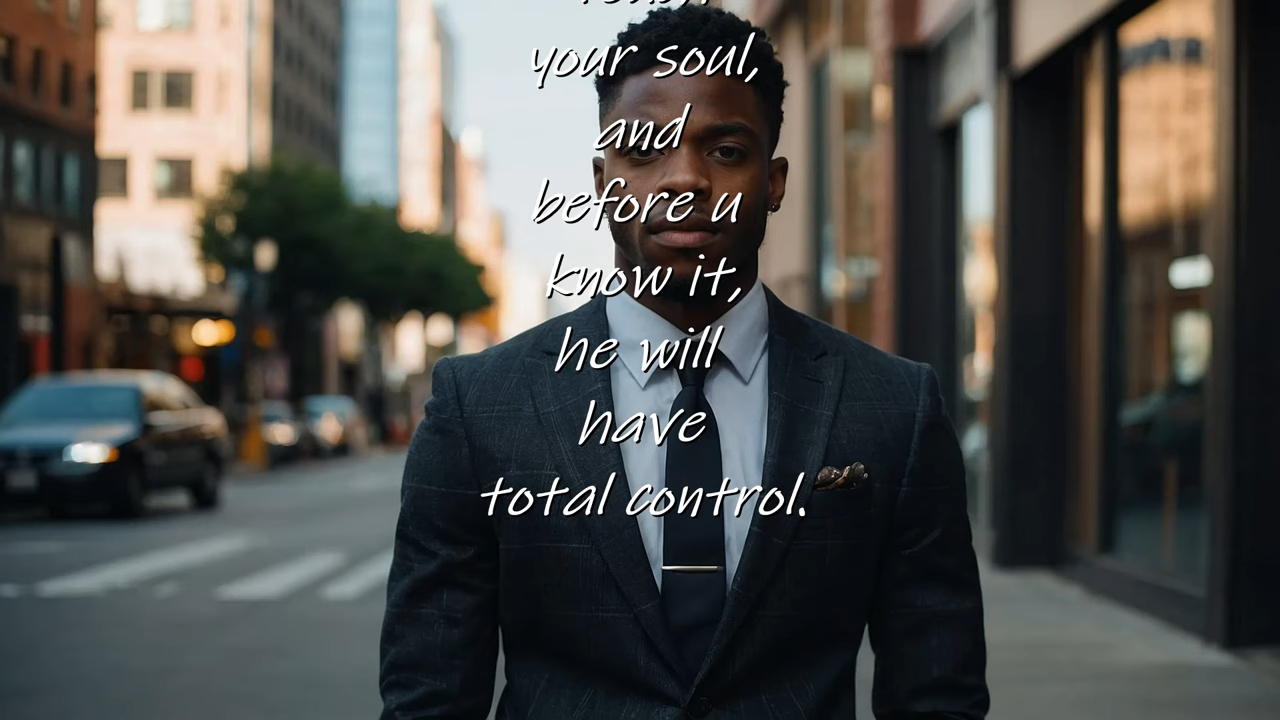 your soul,
and
before u
know it,
he will
have
total control.